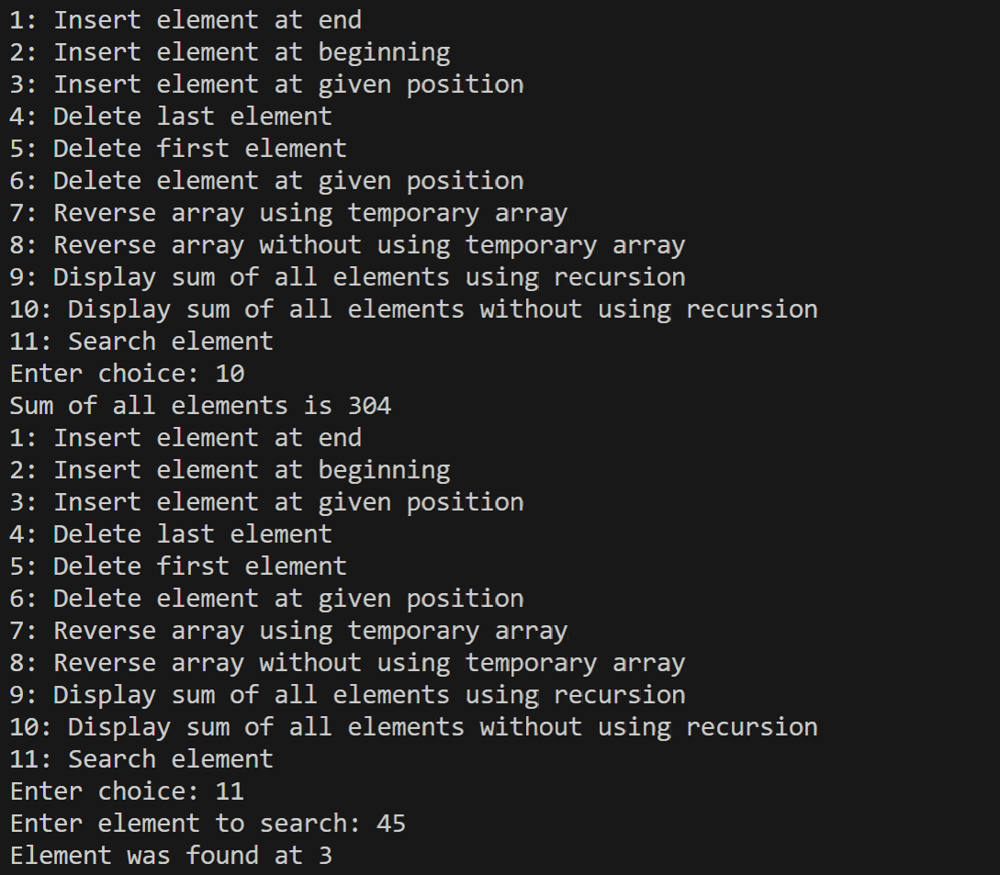 1: Insert element at end
2: Insert element at beginning
3: Insert element at given position
4: Delete last element
5: Delete first element
6: Delete element at given position
7: Reverse array using temporary array
8: Reverse array without using temporary array
9: Display sum of all elements using recursion
10: Display sum of all elements without using recursion
11: Search element
Enter choice: 10
Sum of all elements is 304
1: Insert element at end
2: Insert element at beginning
3: Insert element at given position
4: Delete last element
5: Delete first element
6: Delete element at given position
7: Reverse array using temporary array
8: Reverse array without using temporary array
9: Display sum of all elements using recursion
10: Display sum of all elements without using recursion
11: Search element
Enter choice: 11
Enter element to search: 45
Element was found at 3